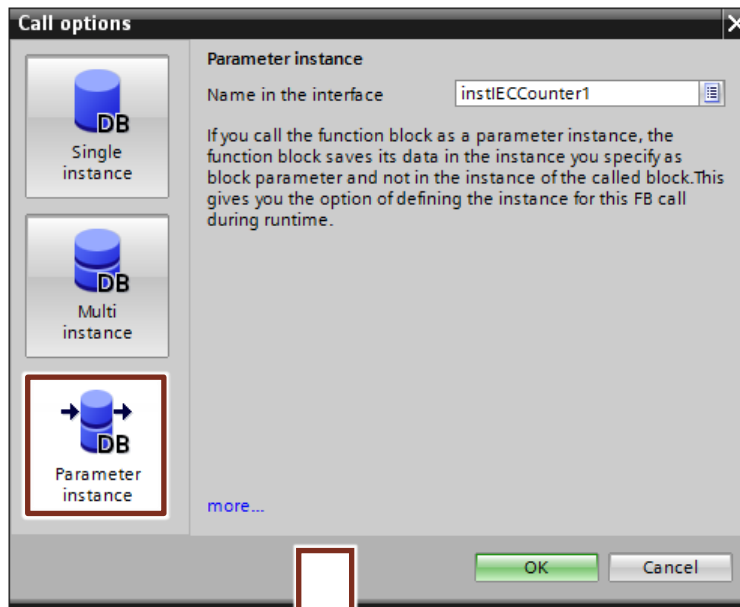 Call options
DB
Single
instance
DB
Multi
instance
DB
Parameter
instance
Parameter instance
Name in the interface instIECCounter1
If you call the function block as a parameter instance, the
function block saves its data in the instance you specify as
block parameter and not in the instance of the called block.This
gives you the option of defining the instance for this FB call
during runtime.
more...
OK Cancel